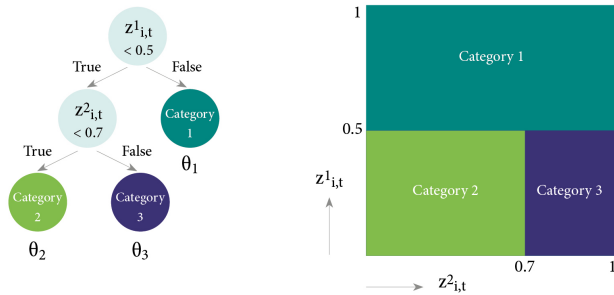 z¹i,t
< 0.5
True
False
z²i,t
< 0.7
Category
1
θ1
True
False
Category
2
Category
3
θ2
θ3
1
Category 1
0.5
z¹i,t
Category 2
Category 3
0.7
1
z²i,t